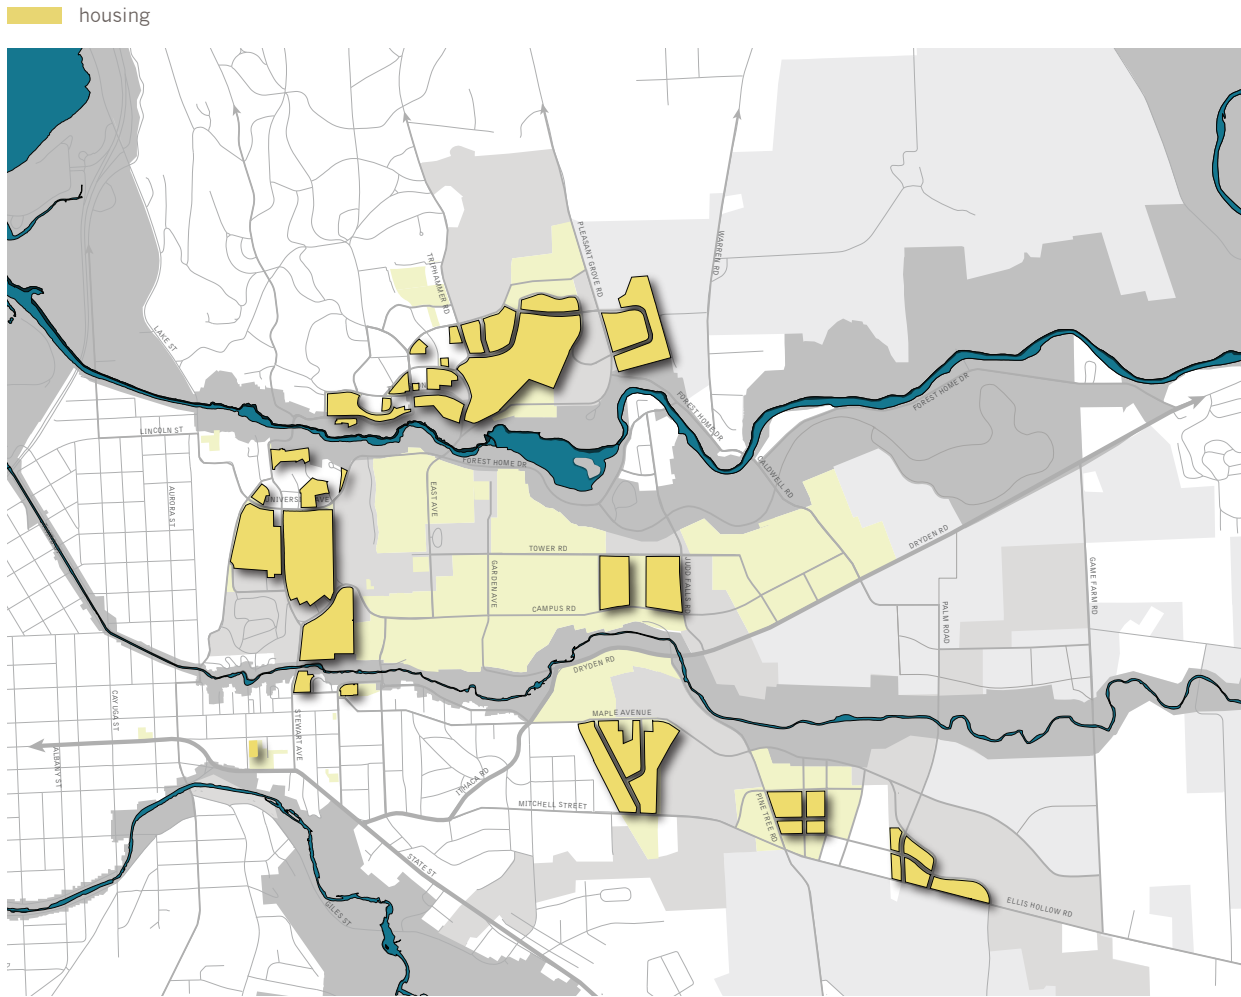 housing
PLEASANT GROVE RD
WARREN RD
TRIPHAMMER RD
LAKE ST
FOREST HOME DR
FOREST HOME DR
LINCOLN ST
FOREST HOME DR
CALDWELL RD
EAST AVE
AURORA ST
TOWER RD
DRYDEN RD
GARDEN AVE
JUDD FALLS RD
GAME FARM RD
CAMPUS RD
PALM ROAD
DRYDEN RD
CAYUGA ST
STEWART AVE
MAPLE AVENUE
ALBANY ST
ITHACA RD
MITCHELL STREET
PINE TREE RD
STATE ST
GILES ST
ELLIS HOLLOW RD